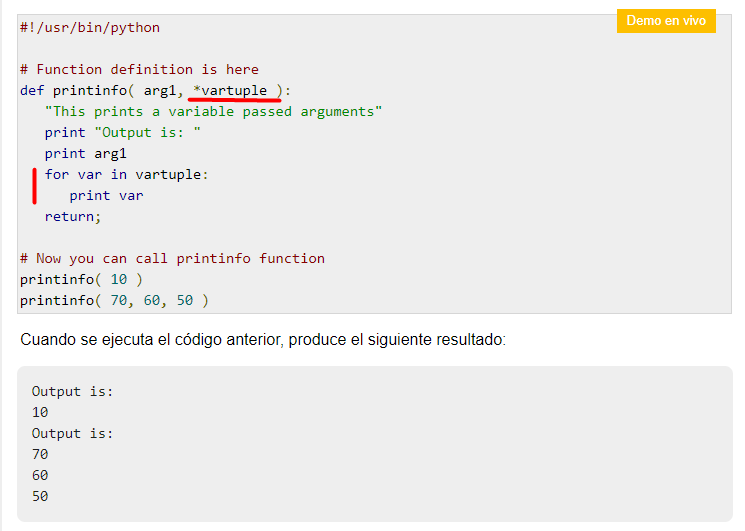 #!/usr/bin/python
Demo en vivo
# Function definition is here
def printinfo( arg1, *vartuple ):
   "This prints a variable passed arguments"
   print "Output is: "
   print arg1
   for var in vartuple:
      print var
   return;
# Now you can call printinfo function
printinfo( 10 )
printinfo( 70, 60, 50 )
Cuando se ejecuta el código anterior, produce el siguiente resultado:
Output is:
10
Output is:
70
60
50